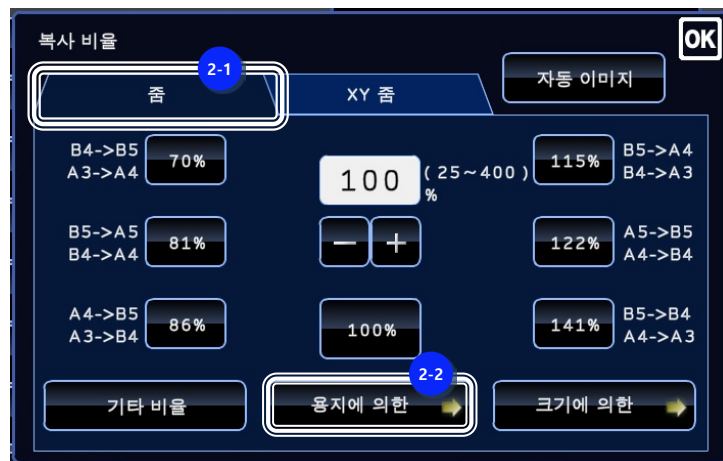 복사 비율
OK
2-1
줌
XY 줌
자동 이미지
B4->B5
A3->A4
70%
100
(25~400)
%
115%
B5->A4
B4->A3
B5->A5
B4->A4
81%
−
+
122%
A5->B5
A4->B4
A4->B5
A3->B4
86%
100%
141%
B5->B4
A4->A3
2-2
기타 비율
용지에 의한
크기에 의한